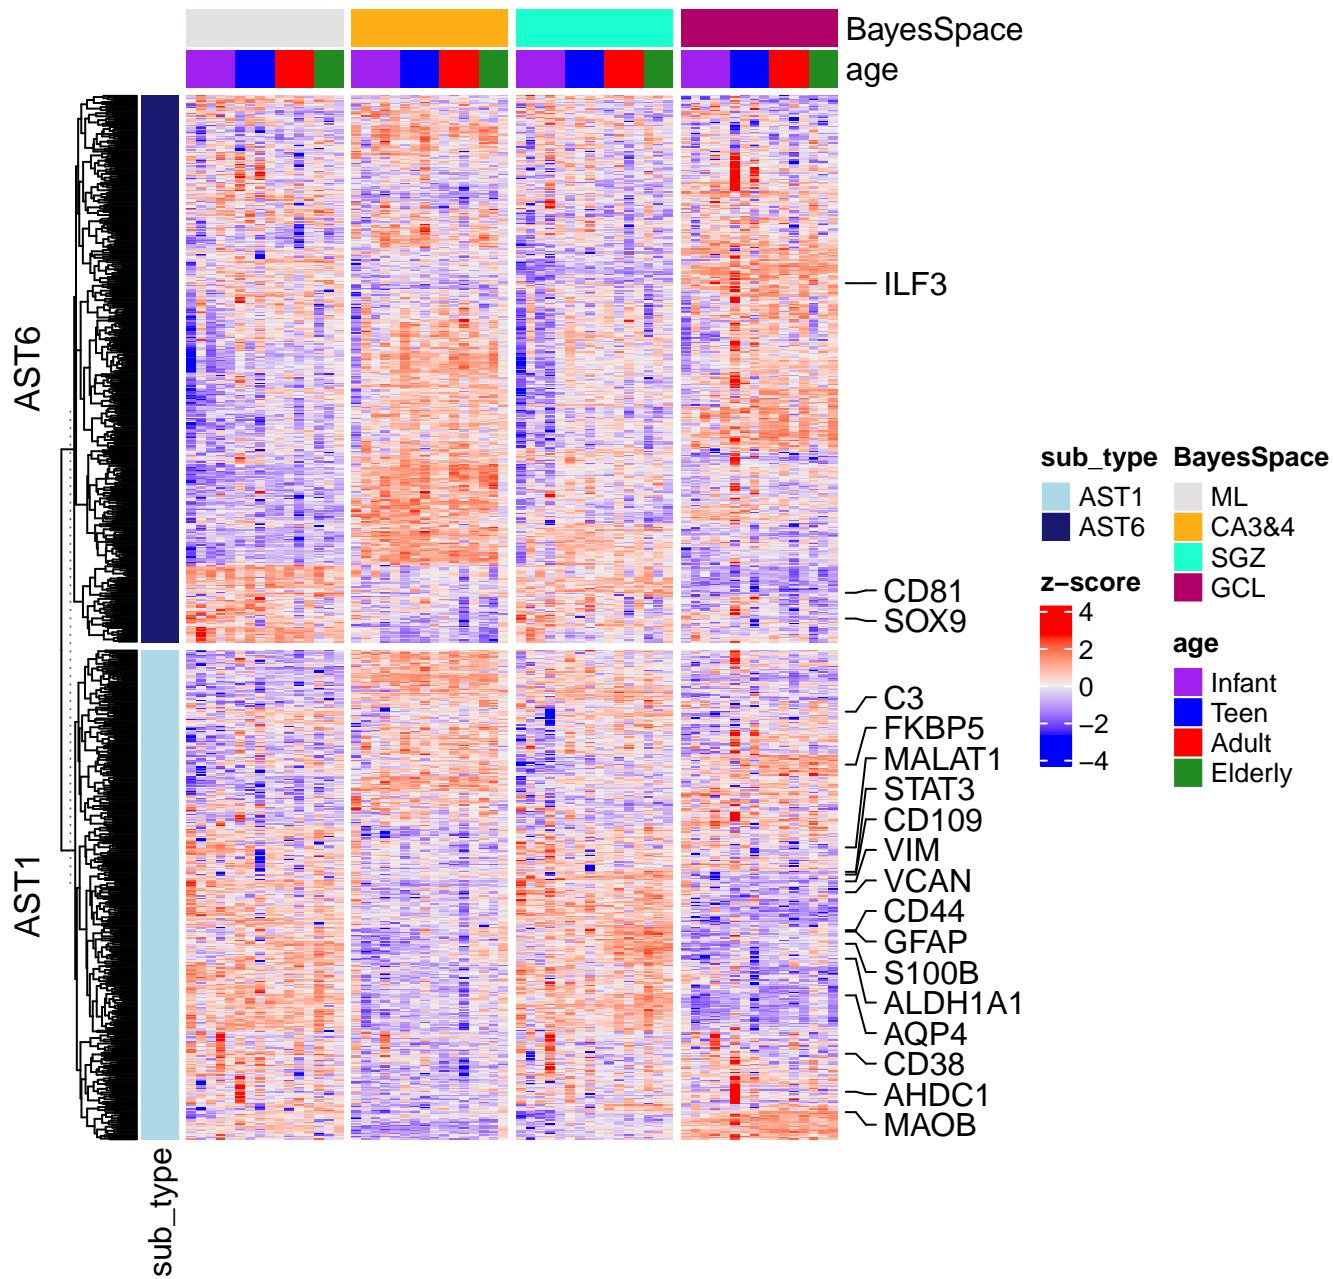 BayesSpace
age
AST6
AST1
sub_type
ILF3
CD81
SOX9
C3
FKBP5
MALAT1
STAT3
CD109
VIM
VCAN
CD44
GFAP
S100B
ALDH1A1
AQP4
CD38
AHDC1
MAOB
sub_type
AST1
AST6
z−score
4
2
0
−2
−4
BayesSpace
ML
CA3&4
SGZ
GCL
age
Infant
Teen
Adult
Elderly